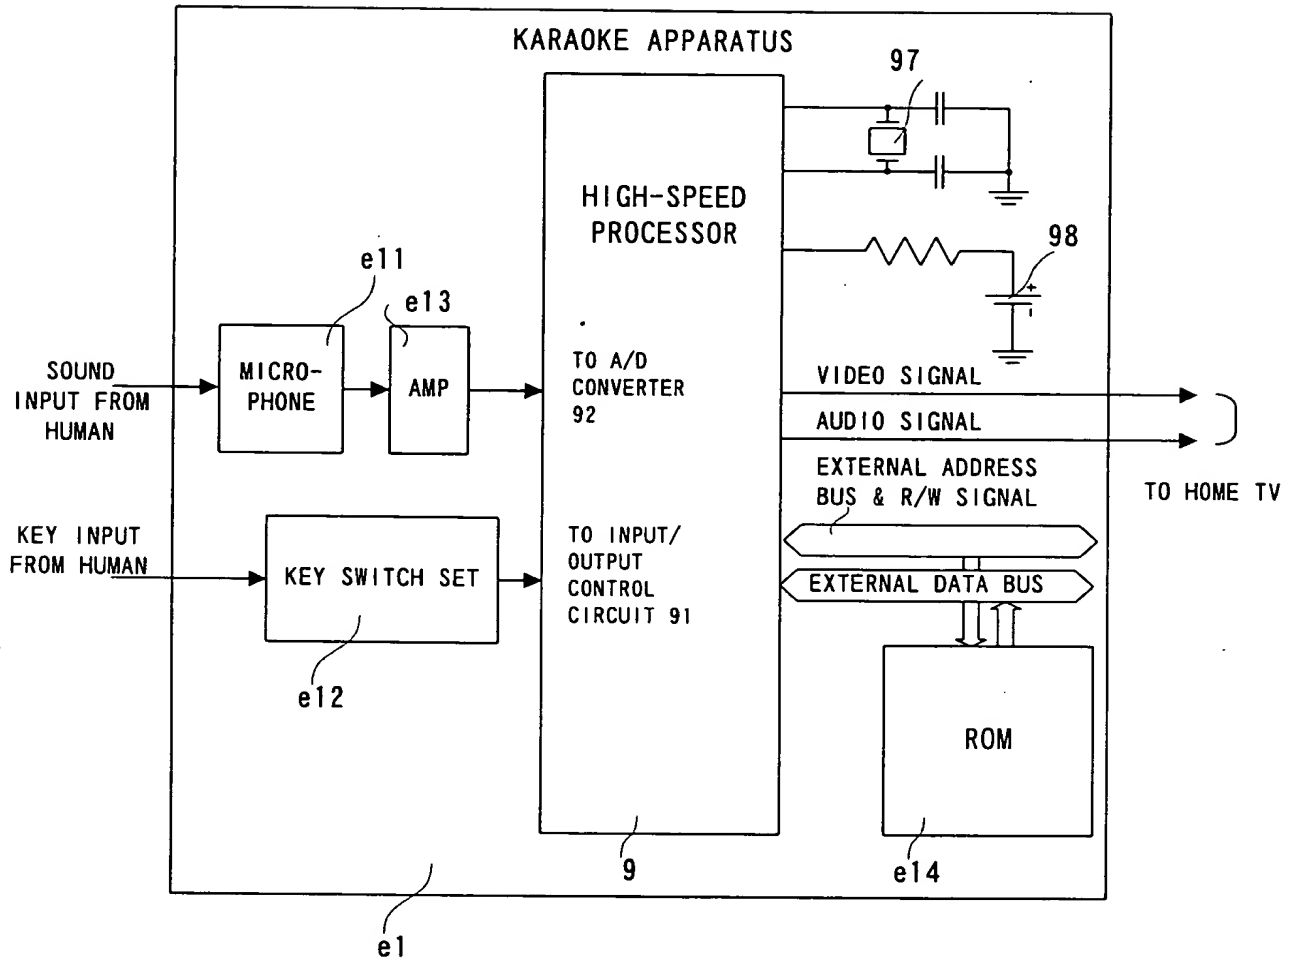 KARAOKE APPARATUS
97
HIGH-SPEED
PROCESSOR
98
+
-
e11
e13
SOUND
INPUT FROM
HUMAN
MICRO-
PHONE
AMP
TO A/D
CONVERTER
92
VIDEO SIGNAL
AUDIO SIGNAL
TO HOME TV
EXTERNAL ADDRESS
BUS & R/W SIGNAL
KEY INPUT
FROM HUMAN
KEY SWITCH SET
TO INPUT/
OUTPUT
CONTROL
CIRCUIT 91
EXTERNAL DATA BUS
e12
ROM
9
e14
e1